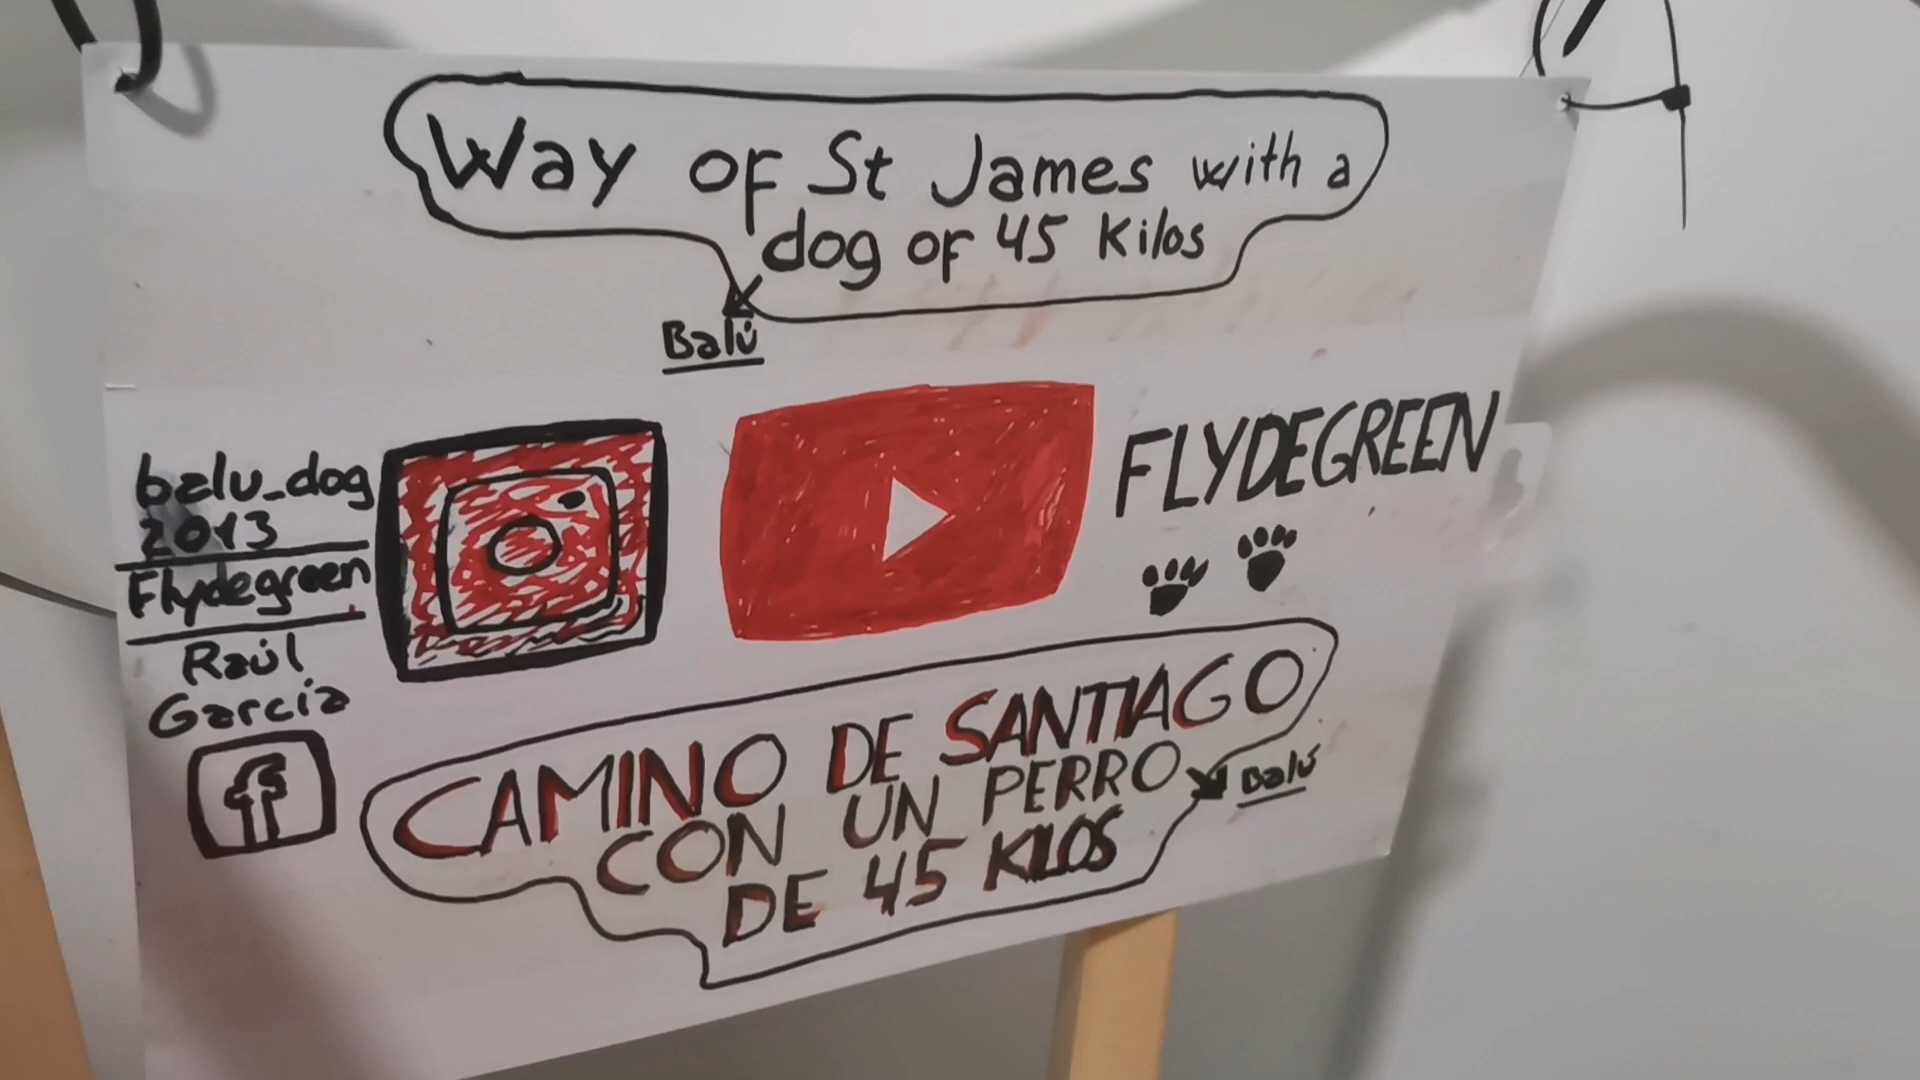 Way of St James with a
dog of 45 Kilos
Balú
balu_dog
2013
Flydegreen
Raúl
García
FLYDEGREEN
CAMINO DE SANTIAGO
CON UN PERRO
DE 45 KILOS
Balú